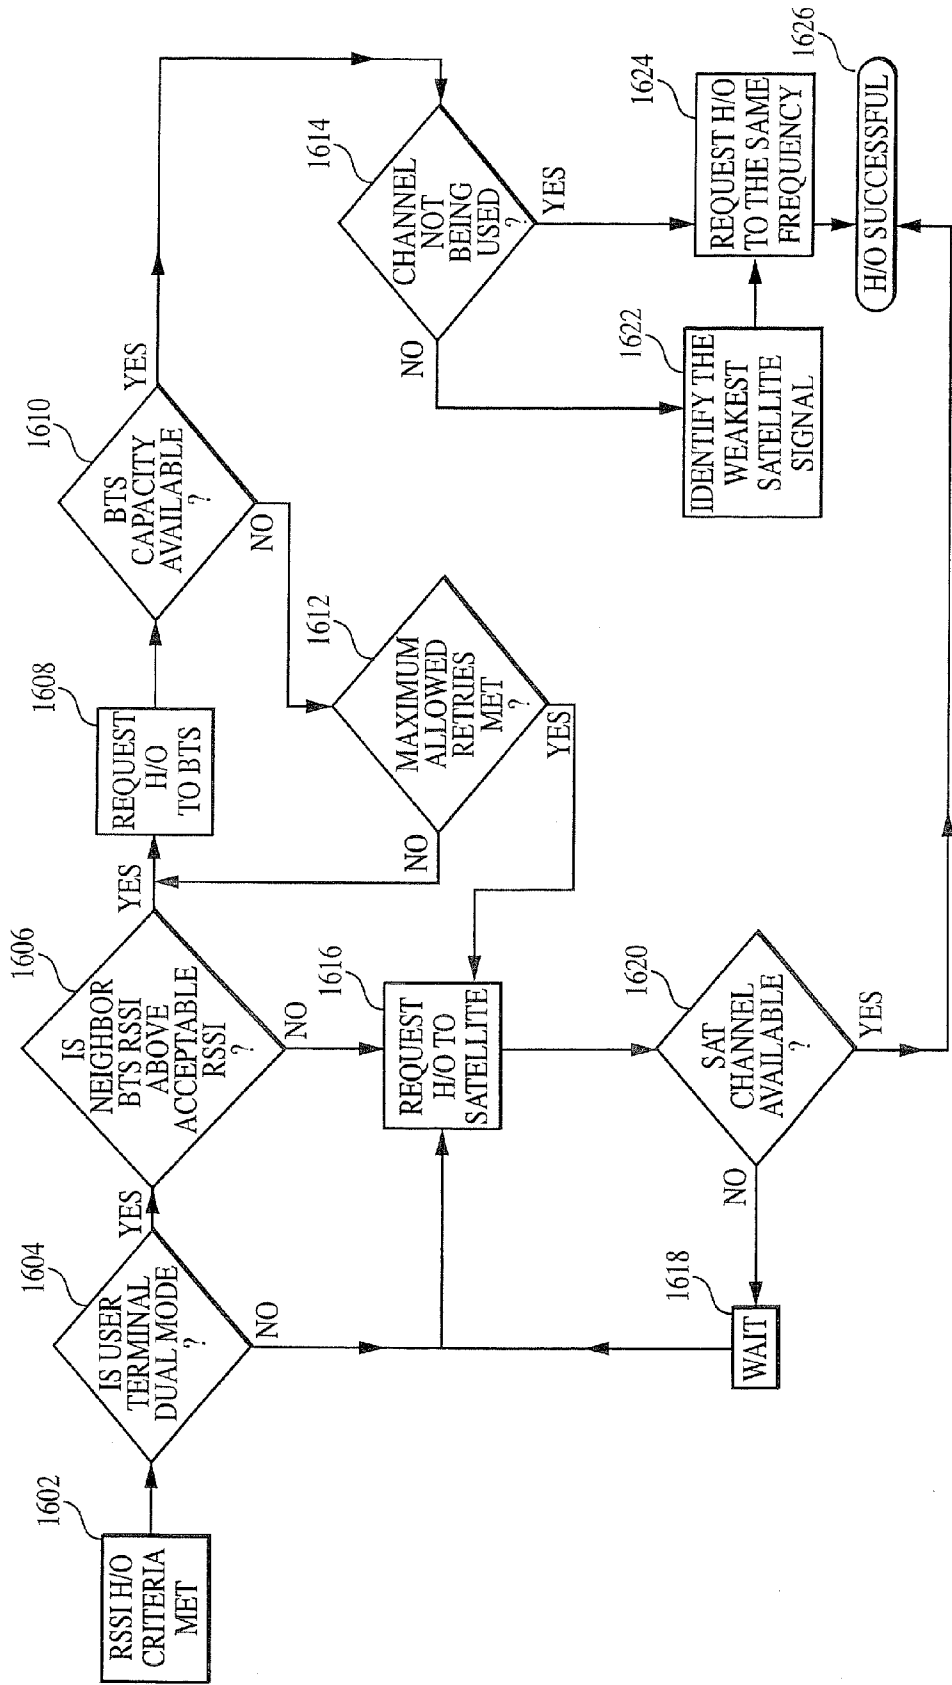 1602
RSSI H/O
CRITERIA
MET
1604
IS USER
TERMINAL
DUAL MODE
?
YES
NO
1606
IS
NEIGHBOR
BTS RSSI
ABOVE
ACCEPTABLE
RSSI
?
YES
NO
1608
REQUEST
H/O
TO BTS
1610
BTS
CAPACITY
AVAILABLE
?
YES
NO
1612
MAXIMUM
ALLOWED
RETRIES
MET
?
NO
YES
1614
CHANNEL
NOT
BEING
USED
?
NO
YES
1616
REQUEST
H/O TO
SATELLITE
1618
WAIT
1620
SAT
CHANNEL
AVAILABLE
?
NO
YES
1622
IDENTIFY THE
WEAKEST
SATELLITE
SIGNAL
1624
REQUEST H/O
TO THE SAME
FREQUENCY
1626
H/O SUCCESSFUL